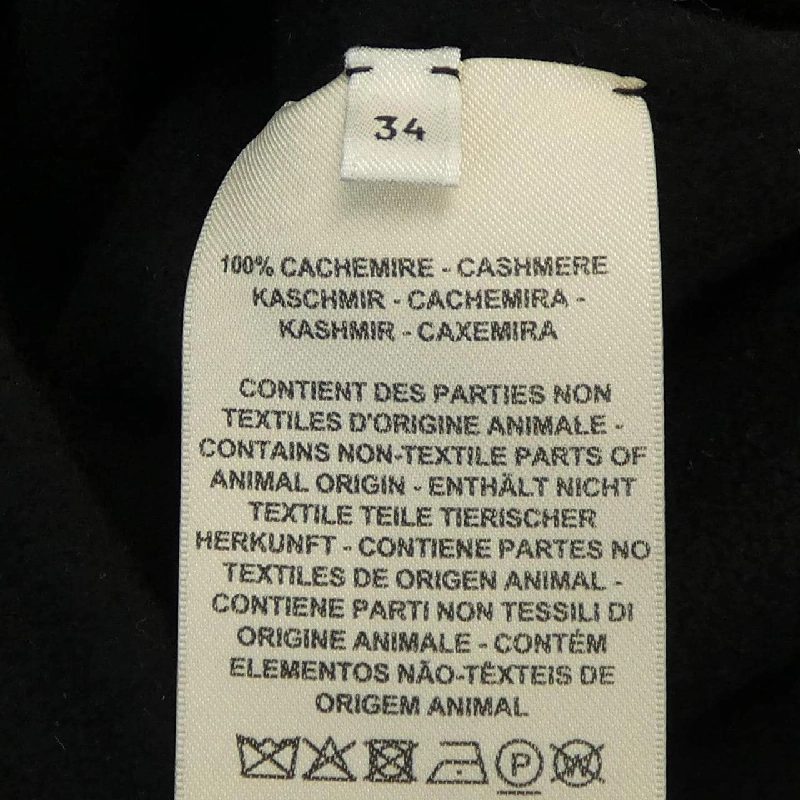 34
100% CACHEMIRE - CASHMERE
KASCHMIR - CACHEMIRA -
KASHMIR - CAXEMIRA
CONTIENT DES PARTIES NON
TEXTILES D'ORIGINE ANIMALE -
CONTAINS NON-TEXTILE PARTS OF
ANIMAL ORIGIN - ENTHÄLT NICHT
TEXTILE TEILE TIERISCHER
HERKUNFT - CONTIENE PARTES NO
TEXTILES DE ORIGEN ANIMAL -
CONTIENE PARTI NON TESSILI DI
ORIGINE ANIMALE - CONTÉM
ELEMENTOS NÃO-TÊXTEIS DE
ORIGEM ANIMAL
P W